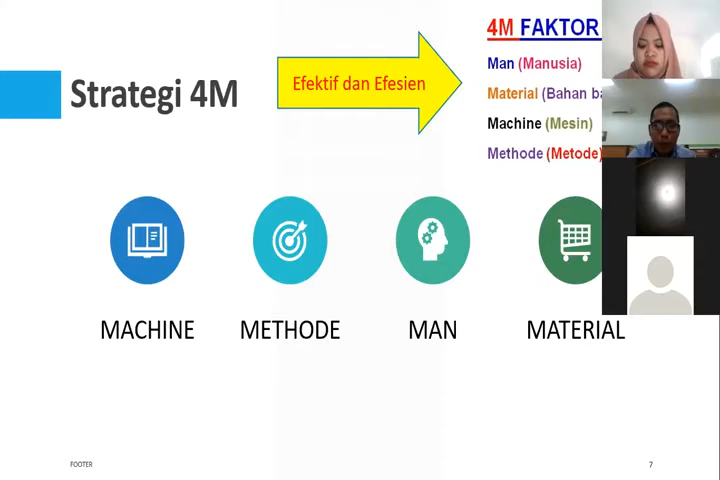 Strategi 4M
Efektif dan Efesien
4M FAKTOR
Man (Manusia)
Material (Bahan
Machine (Mesin)
Methode (Metode)
MACHINE
METHODE
MAN
MATERIAL
FOOTER
7